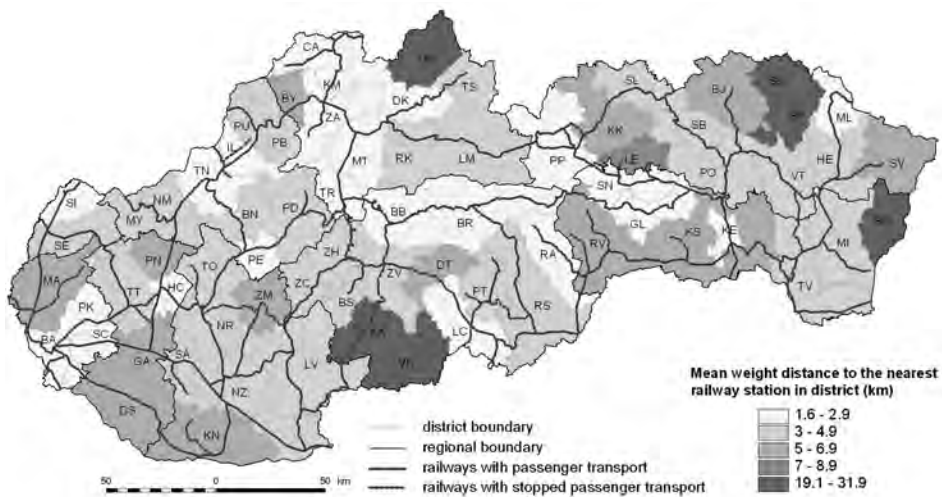 CA
KM
TS
DK
BY
ZA
PU
PB
IL
TN
MT
RK
LM
TR
SI
MY
NM
BN
PD
SE
MA
PN
TO
PE
ZH
BB
BR
ZC
ZV
DT
RA
PK
TT
HC
ZM
BS
PT
RS
BA
SC
NR
GA
SA
LV
LC
NZ
DS
KN
SL
BJ
KK
SB
ML
LE
HE
SV
PP
SN
PO
VT
GL
KS
KE
RV
MI
TV
Mean weight distance to the nearest
railway station in district (km)
1.6 - 2.9
3 - 4.9
5 - 6.9
7 - 8.9
19.1 - 31.9
district boundary
regional boundary
railways with passenger transport
railways with stopped passenger transport
50 0 50 km